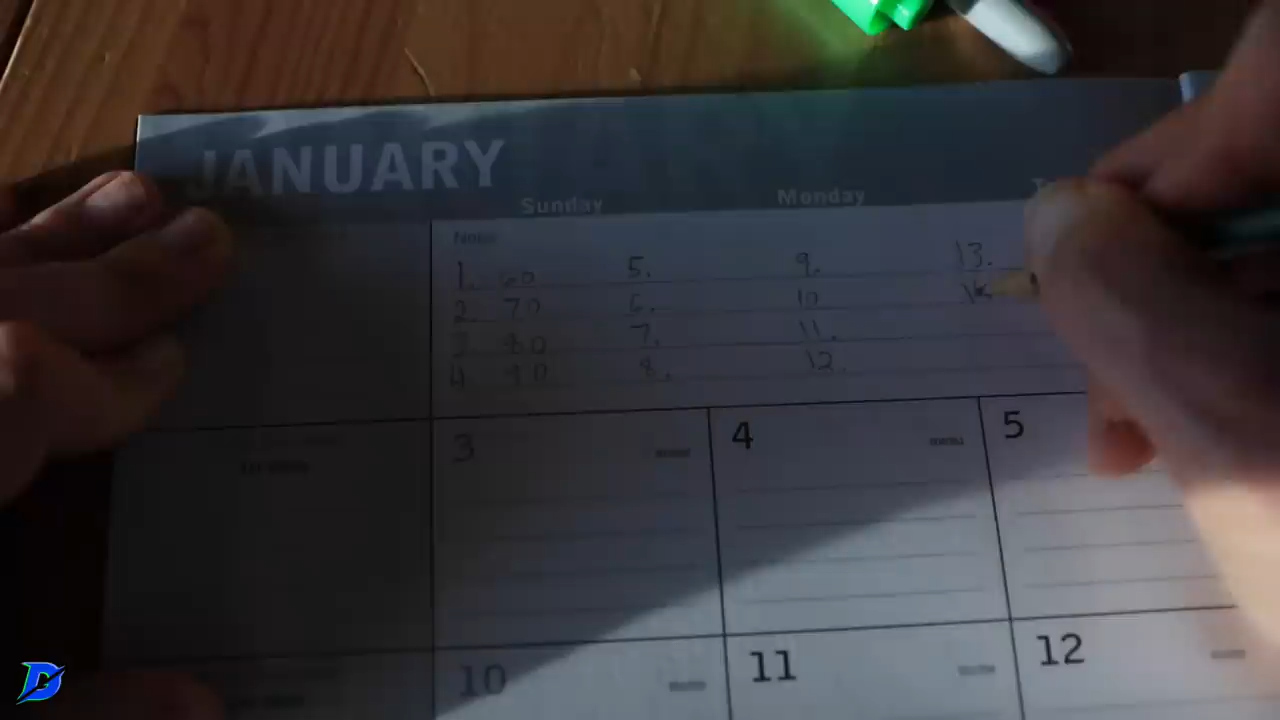 JANUARY
Sunday Monday
Notes
1. 60 5. 9. 13.
2. 70 6. 10
3 80 7. 11.
4 90 8. 12
3 4 menu 5
10 11 12